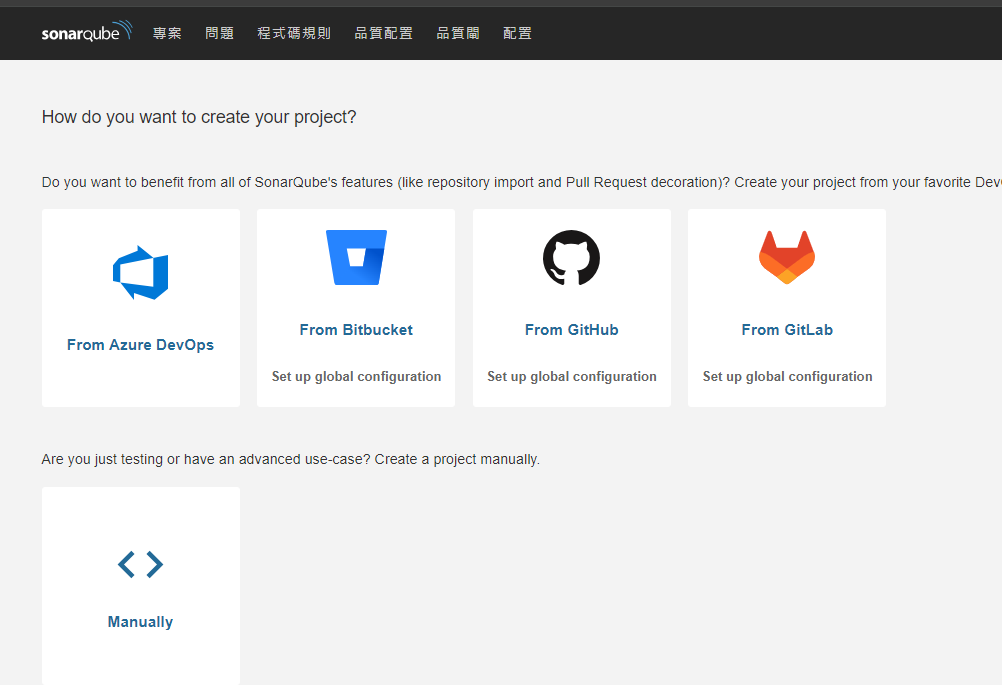 sonarqube 專案 問題 程式碼規則 品質配置 品質閘 配置
How do you want to create your project?
Do you want to benefit from all of SonarQube's features (like repository import and Pull Request decoration)? Create your project from your favorite Dev
From Azure DevOps
From Bitbucket
Set up global configuration
From GitHub
Set up global configuration
From GitLab
Set up global configuration
Are you just testing or have an advanced use-case? Create a project manually.
Manually